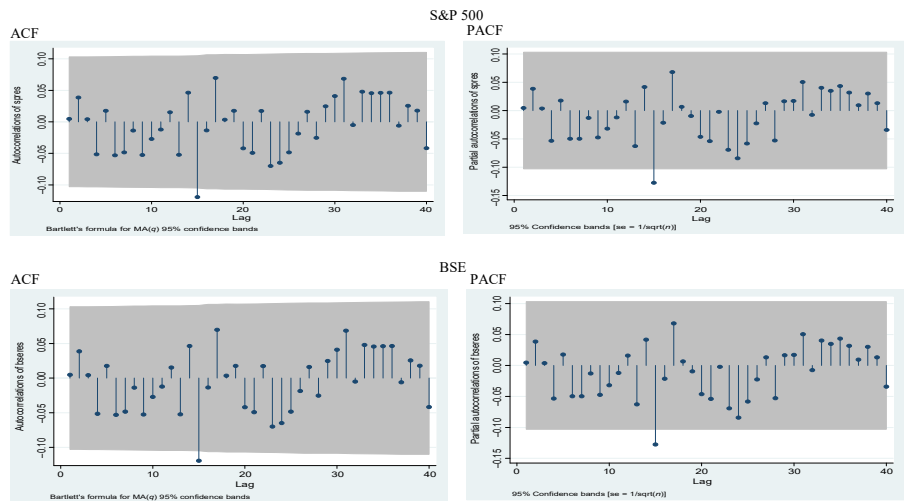 S&P 500
ACF
PACF
Autocorrelations of spres
0.10
0.05
0.00
−0.05
−0.10
0
10
20
30
40
Lag
Bartlett's formula for MA(q) 95% confidence bands
Partial autocorrelations of spres
0.10
0.05
0.00
−0.05
−0.10
−0.15
0
10
20
30
40
Lag
95% Confidence bands [se = 1/sqrt(n)]
BSE
ACF
PACF
Autocorrelations of bseres
0.10
0.05
0.00
−0.05
−0.10
0
10
20
30
40
Lag
Bartlett's formula for MA(q) 95% confidence bands
Partial autocorrelations of bseres
0.10
0.05
0.00
−0.05
−0.10
−0.15
0
10
20
30
40
Lag
95% Confidence bands [se = 1/sqrt(n)]